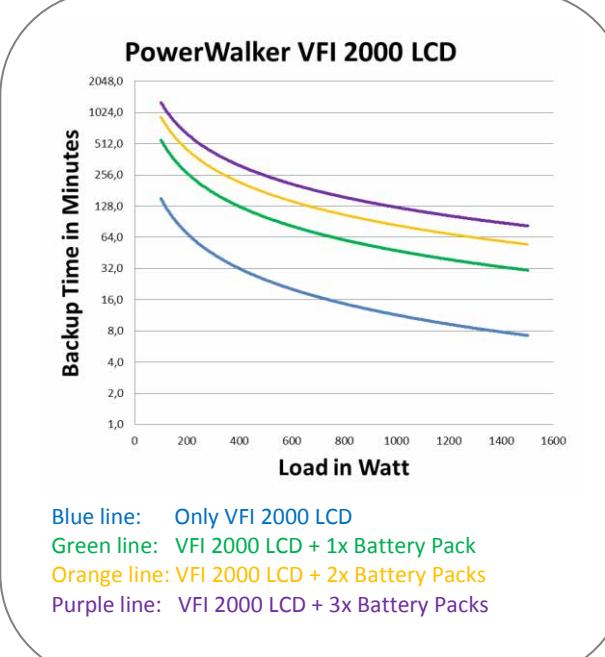 PowerWalker VFI 2000 LCD
Backup Time in Minutes
2048,0
1024,0
512,0
256,0
128,0
64,0
32,0
16,0
8,0
4,0
2,0
1,0
0 200 400 600 800 1000 1200 1400 1600
Load in Watt
Blue line: Only VFI 2000 LCD
Green line: VFI 2000 LCD + 1x Battery Pack
Orange line: VFI 2000 LCD + 2x Battery Packs
Purple line: VFI 2000 LCD + 3x Battery Packs